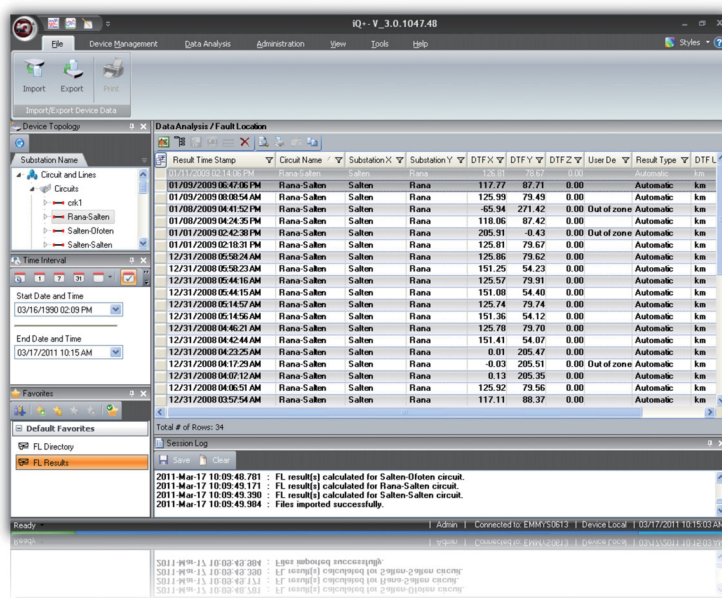 iQ+ - V_3.0.1047.48
File Device Management Data Analysis Administration View Tools Help Styles
Import Export Print
Import/Export Device Data
Device Topology
Substation Name
Circuit and Lines
Circuits
crk1
Rana-Salten
Salten-Ofoten
Salten-Salten
Time Interval
1 7 31
Start Date and Time
03/16/1990 02:09 PM
End Date and Time
03/17/2011 10:15 AM
Favorites
Default Favorites
FL Directory
FL Results
Data Analysis / Fault Location
Result Time Stamp Circuit Name Substation X Substation Y DTF X DTF Y DTF Z User De Result Type DTF U
01/11/2009 02:14:06 PM Rana-Salten Salten Rana 126.81 78.67 0.00 Automatic km
01/09/2009 06:47:06 PM Rana-Salten Salten Rana 117.77 87.71 0.00 Automatic km
01/09/2009 08:08:54 AM Rana-Salten Salten Rana 125.99 79.49 0.00 Automatic km
01/08/2009 04:41:52 PM Rana-Salten Salten Rana -65.94 271.42 0.00 Out of zone Automatic km
01/08/2009 04:24:35 PM Rana-Salten Salten Rana 118.06 87.42 0.00 Automatic km
01/01/2009 02:42:38 PM Rana-Salten Salten Rana 205.91 -0.43 0.00 Out of zone Automatic km
01/01/2009 02:18:31 PM Rana-Salten Salten Rana 125.81 79.67 0.00 Automatic km
12/31/2008 05:58:24 AM Rana-Salten Salten Rana 125.86 79.62 0.00 Automatic km
12/31/2008 05:58:23 AM Rana-Salten Salten Rana 151.25 54.23 0.00 Automatic km
12/31/2008 05:44:16 AM Rana-Salten Salten Rana 125.57 79.91 0.00 Automatic km
12/31/2008 05:44:15 AM Rana-Salten Salten Rana 151.08 54.40 0.00 Automatic km
12/31/2008 05:14:57 AM Rana-Salten Salten Rana 125.74 79.74 0.00 Automatic km
12/31/2008 05:14:56 AM Rana-Salten Salten Rana 151.36 54.12 0.00 Automatic km
12/31/2008 04:46:21 AM Rana-Salten Salten Rana 125.78 79.70 0.00 Automatic km
12/31/2008 04:42:44 AM Rana-Salten Salten Rana 151.41 54.07 0.00 Automatic km
12/31/2008 04:23:25 AM Rana-Salten Salten Rana 0.01 205.47 0.00 Automatic km
12/31/2008 04:17:29 AM Rana-Salten Salten Rana -0.03 205.51 0.00 Out of zone Automatic km
12/31/2008 04:07:12 AM Rana-Salten Salten Rana 0.13 205.35 0.00 Automatic km
12/31/2008 04:06:51 AM Rana-Salten Salten Rana 125.92 79.56 0.00 Automatic km
12/31/2008 03:57:54 AM Rana-Salten Salten Rana 117.11 88.37 0.00 Automatic km
Total # of Rows: 34
Session Log
Save Clear
2011-Mar-17 10:09:48.781 : FL result(s) calculated for Salten-Ofoten circuit.
2011-Mar-17 10:09:49.171 : FL result(s) calculated for Rana-Salten circuit.
2011-Mar-17 10:09:49.390 : FL result(s) calculated for Salten-Salten circuit.
2011-Mar-17 10:09:49.984 : Files imported successfully.
Ready | Admin | Connected to: EMMYS0613 | Device Local | 03/17/2011 10:15:03 AM